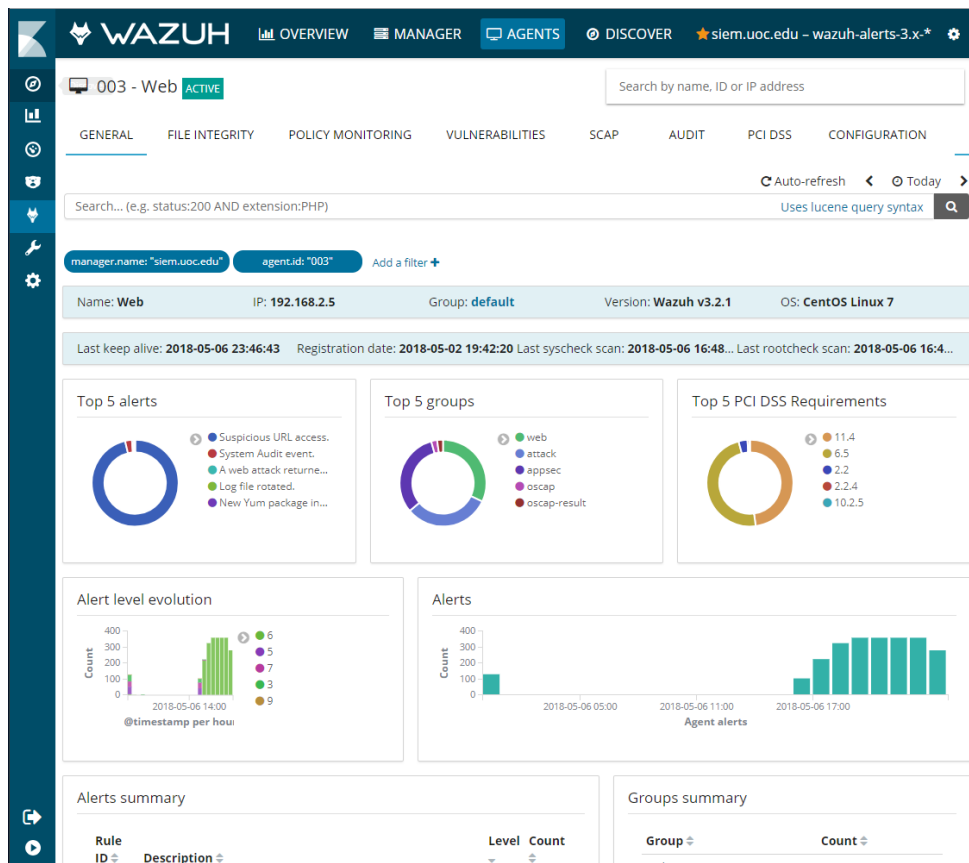 WAZUH OVERVIEW MANAGER AGENTS DISCOVER siem.uoc.edu – wazuh-alerts-3.x-*
003 - Web ACTIVE Search by name, ID or IP address
GENERAL FILE INTEGRITY POLICY MONITORING VULNERABILITIES SCAP AUDIT PCI DSS CONFIGURATION
Auto-refresh Today
Search... (e.g. status:200 AND extension:PHP) Uses lucene query syntax
manager.name: "siem.uoc.edu" agent.id: "003" Add a filter +
Name: Web IP: 192.168.2.5 Group: default Version: Wazuh v3.2.1 OS: CentOS Linux 7
Last keep alive: 2018-05-06 23:46:43 Registration date: 2018-05-02 19:42:20 Last syscheck scan: 2018-05-06 16:48... Last rootcheck scan: 2018-05-06 16:4...
Top 5 alerts
Suspicious URL access.
System Audit event.
A web attack returne...
Log file rotated.
New Yum package in...
Top 5 groups
web
attack
appsec
oscap
oscap-result
Top 5 PCI DSS Requirements
11.4
6.5
2.2
2.2.4
10.2.5
Alert level evolution
Count
400
300
200
100
0
2018-05-06 14:00
@timestamp per hour
6
5
7
3
9
Alerts
Count
400
300
200
100
0
2018-05-06 05:00 2018-05-06 11:00 2018-05-06 17:00
Agent alerts
Alerts summary
Rule ID Description Level Count
Groups summary
Group Count